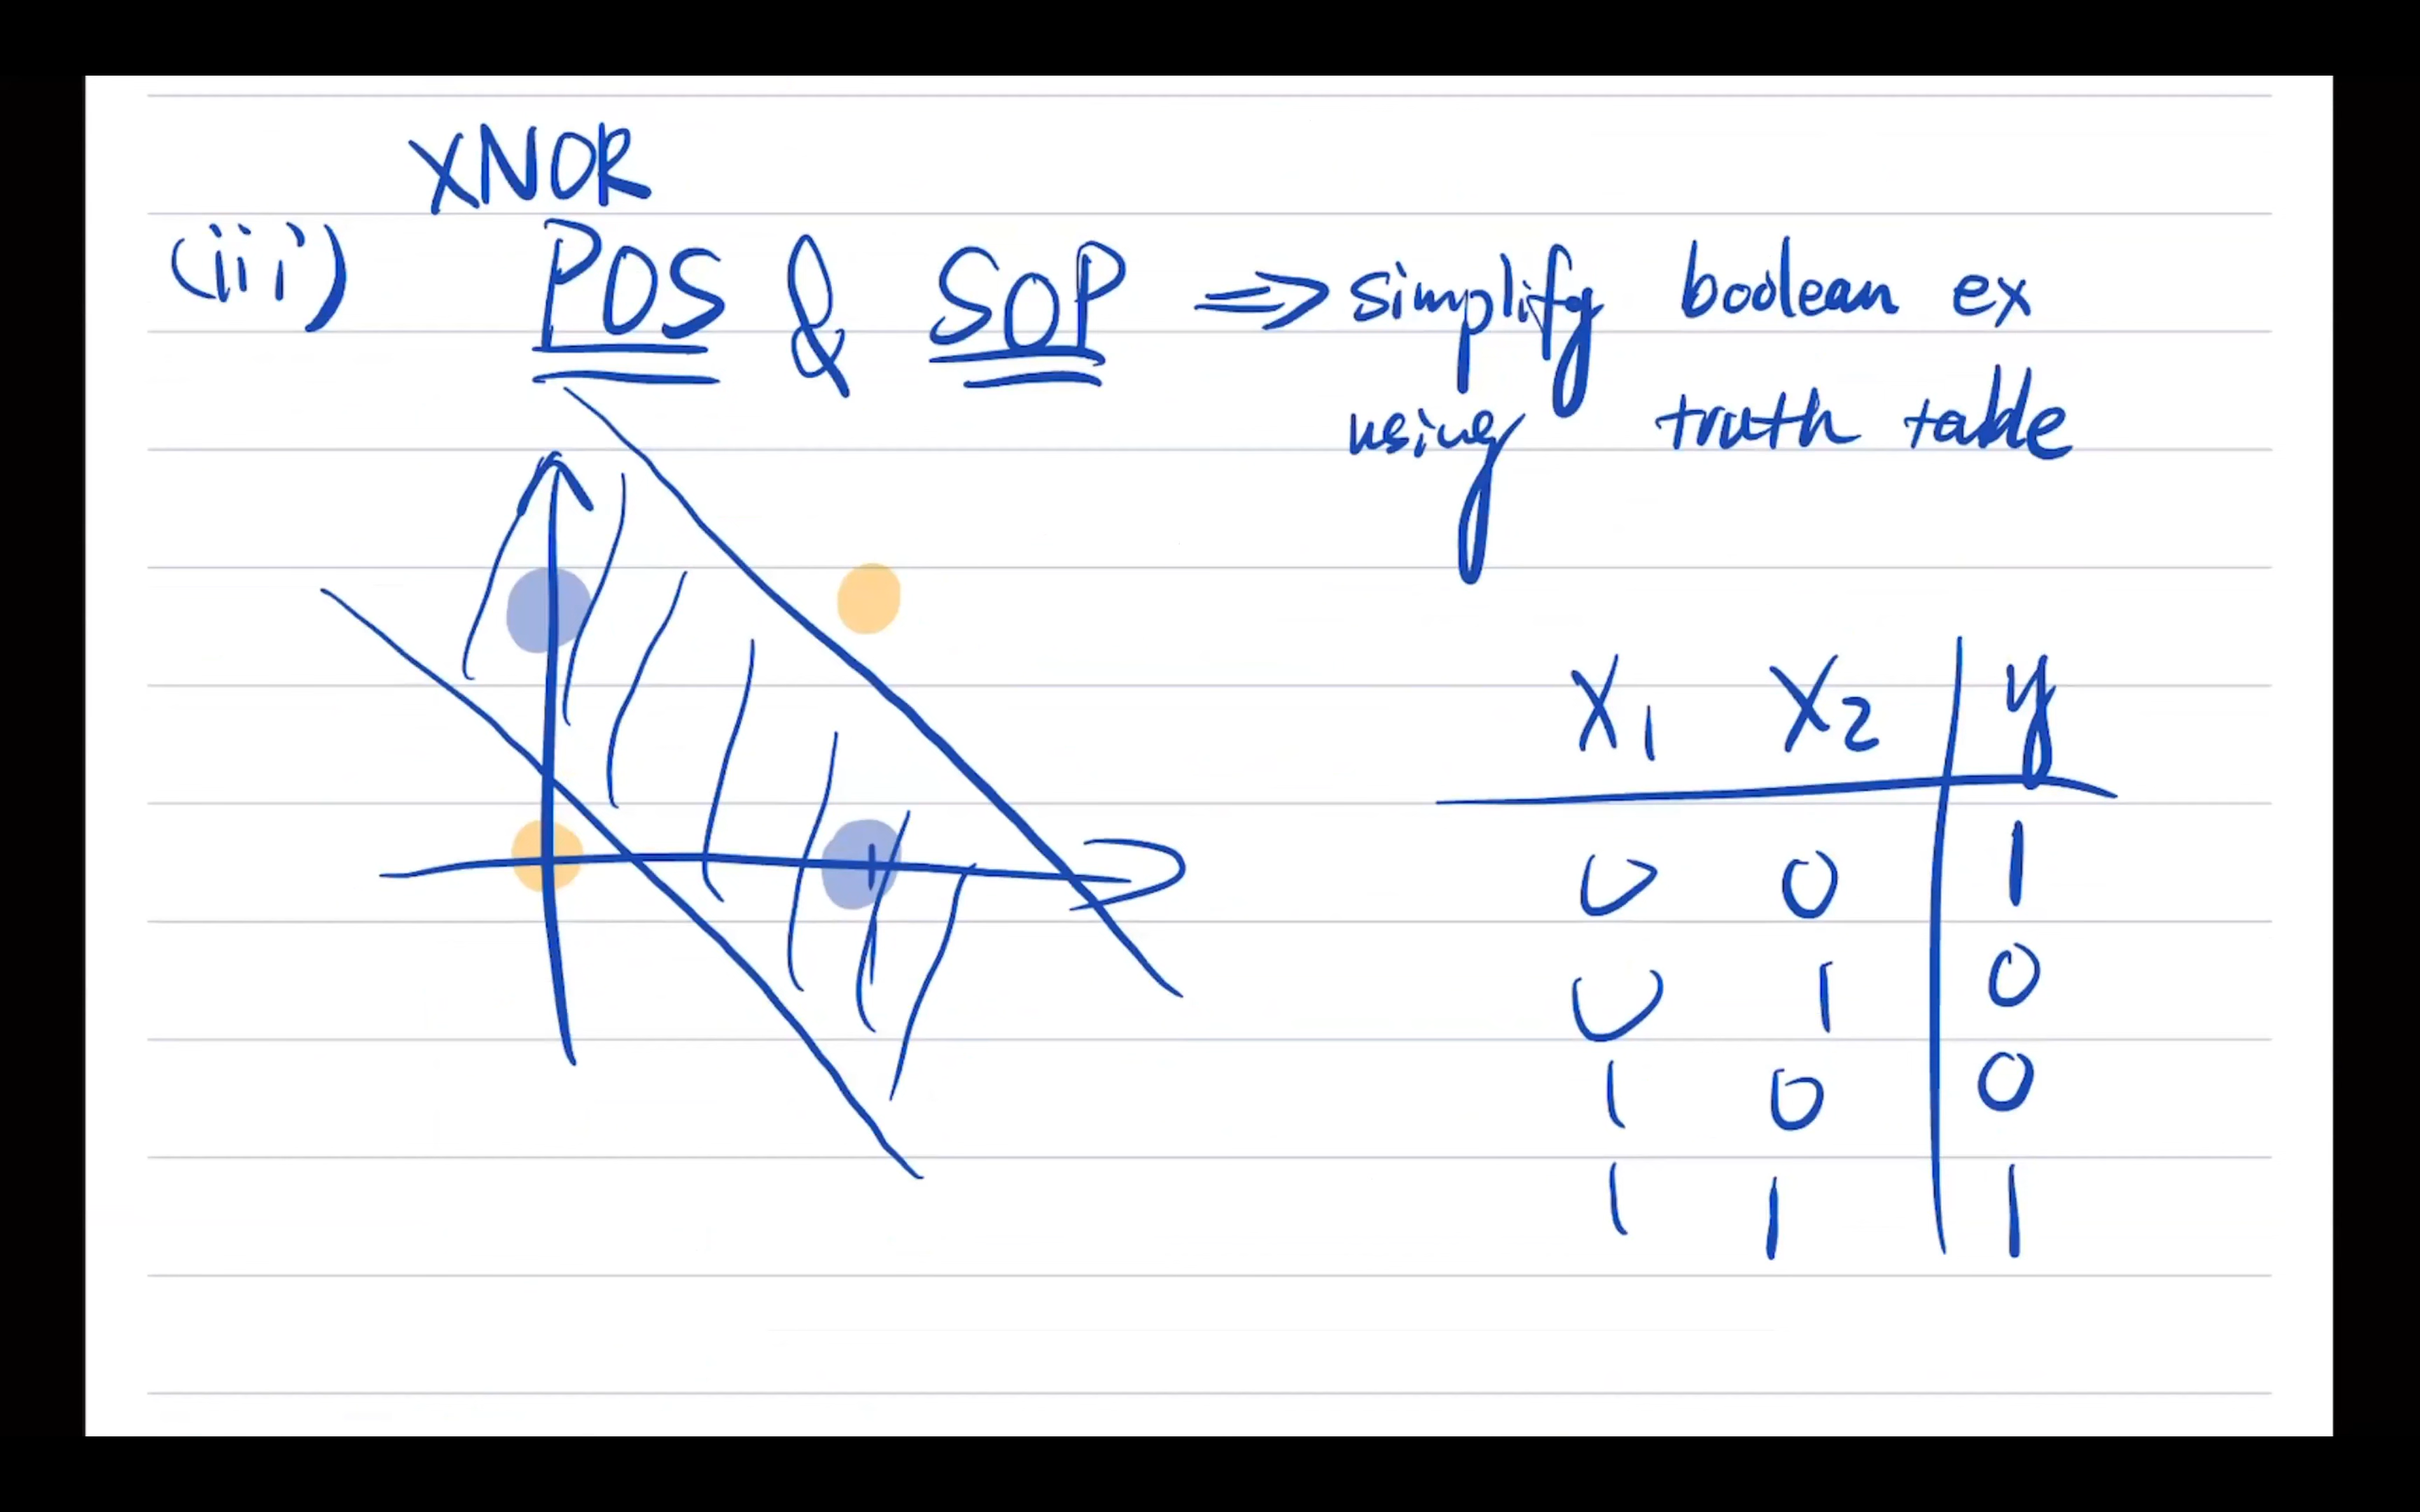 XNOR
(iii) POS & SOP ⇒ simplify boolean ex
using truth table
X1 X2 y
0 0 1
0 1 0
1 0 0
1 1 1